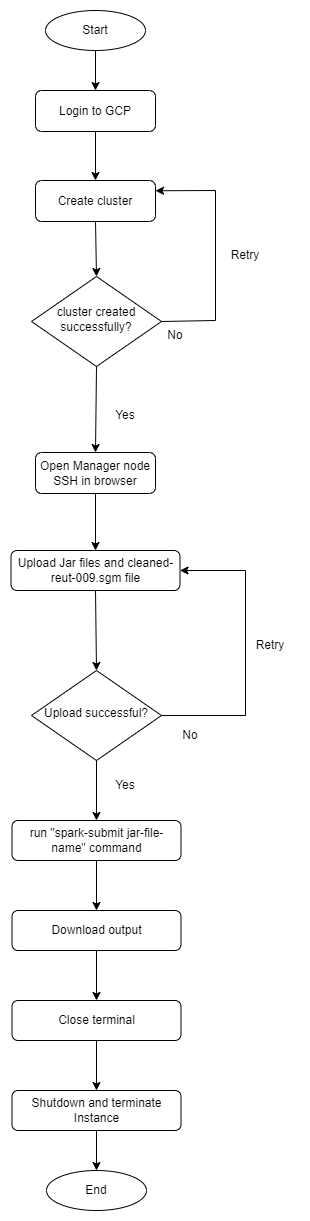 Start
Login to GCP
Create cluster
Retry
cluster created
successfully?
No
Yes
Open Manager node
SSH in browser
Upload Jar files and cleaned-
reut-009.sgm file
Retry
Upload successful?
No
Yes
run "spark-submit jar-file-
name" command
Download output
Close terminal
Shutdown and terminate
Instance
End